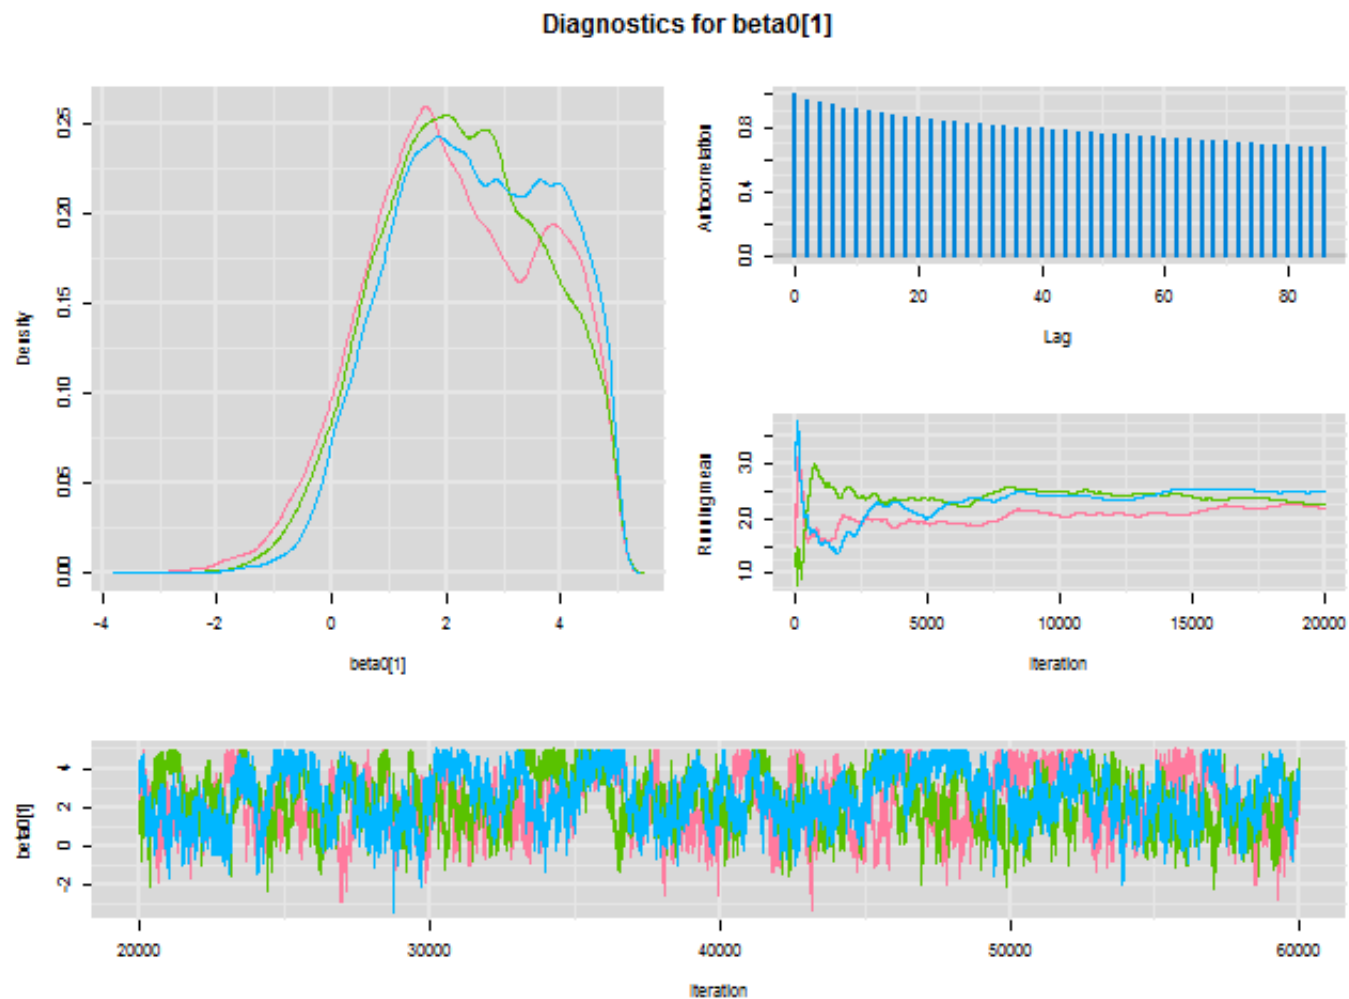 Diagnostics for beta0[1]
Density
0.00 0.05 0.10 0.15 0.20 0.25
-4 -2 0 2 4
beta0[1]
Autocorrelation
0.0 0.4 0.8
0 20 40 60 80
Lag
Running mean
1.0 2.0 3.0
0 5000 10000 15000 20000
Iteration
beta0[1]
-2 0 2 4
20000 30000 40000 50000 60000
Iteration